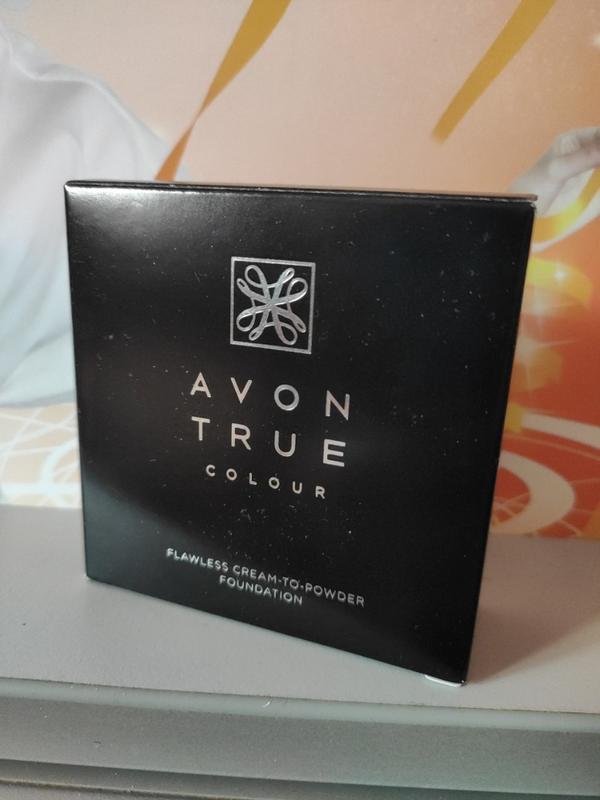 AVON
TRUE
COLOUR
FLAWLESS CREAM-TO-POWDER
FOUNDATION